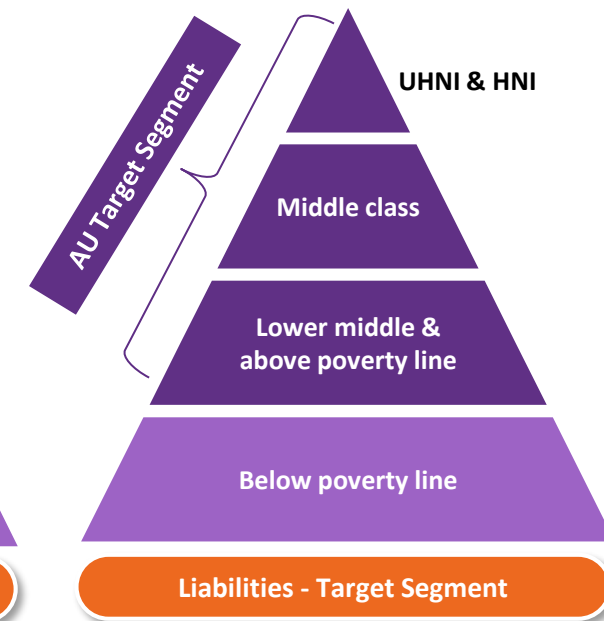 AU Target Segment
UHNI & HNI
Middle class
Lower middle &
above poverty line
Below poverty line
Liabilities - Target Segment